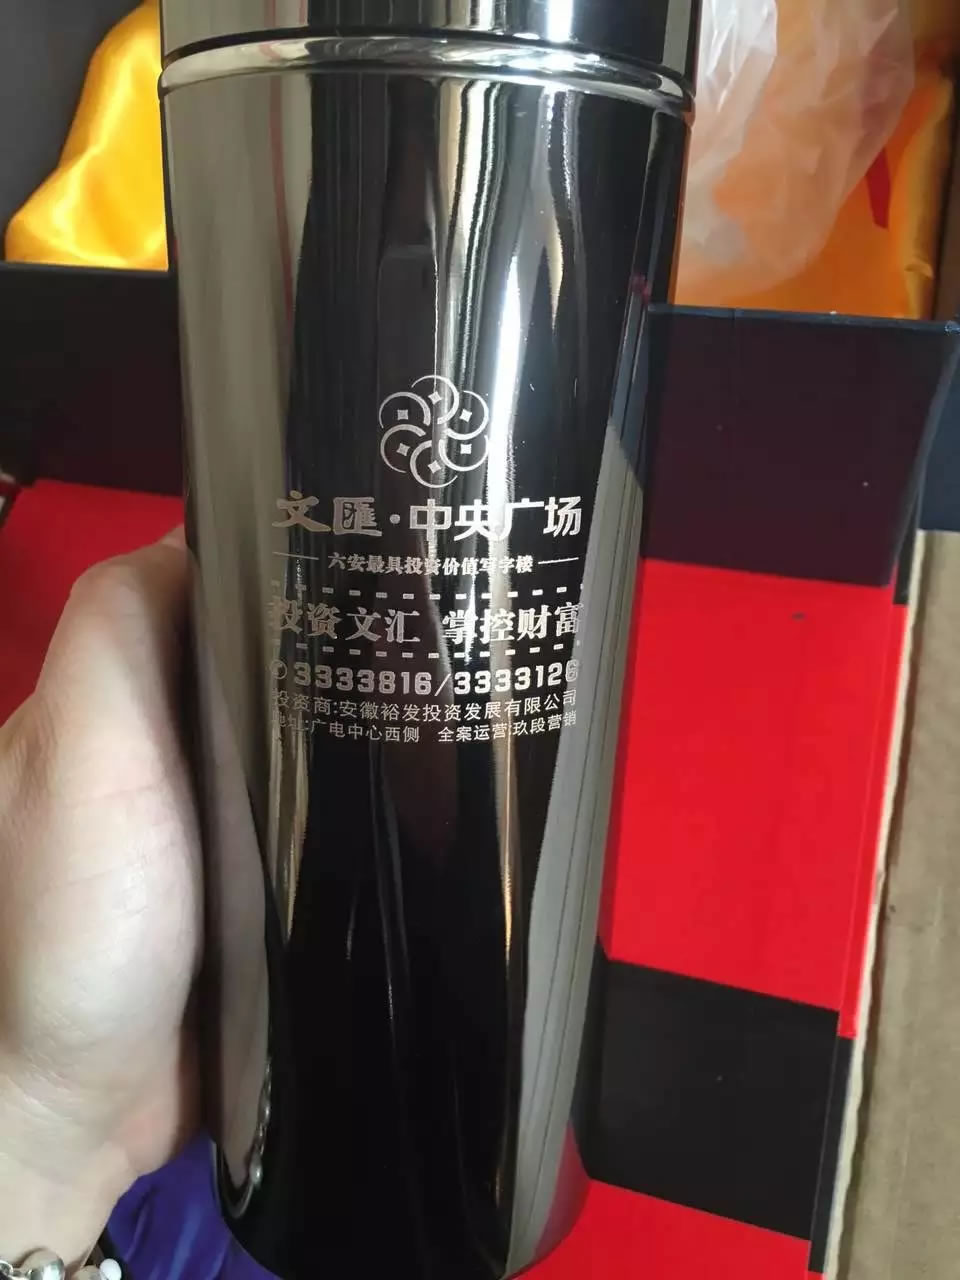 文匯·中央广场
六安最具投资价值写字楼
投资文汇 掌控财富
3333816/3333126
投资商:安徽裕发投资发展有限公司
地址:广电中心西侧 全案运营:玖段营销